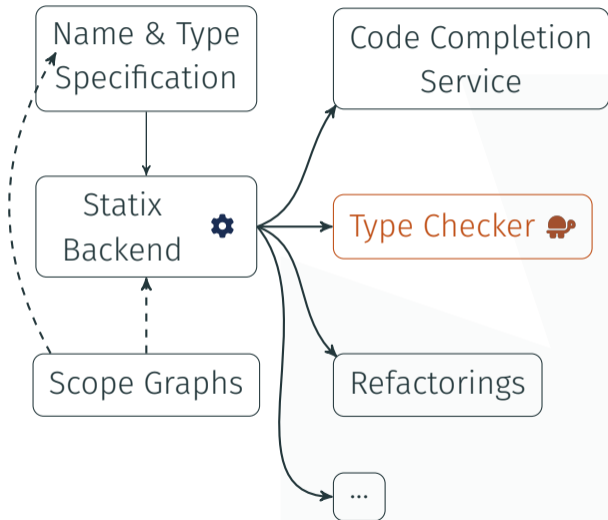 Name & Type
Specification
Code Completion
Service
Statix
Backend
Type Checker
Scope Graphs
Refactorings
...